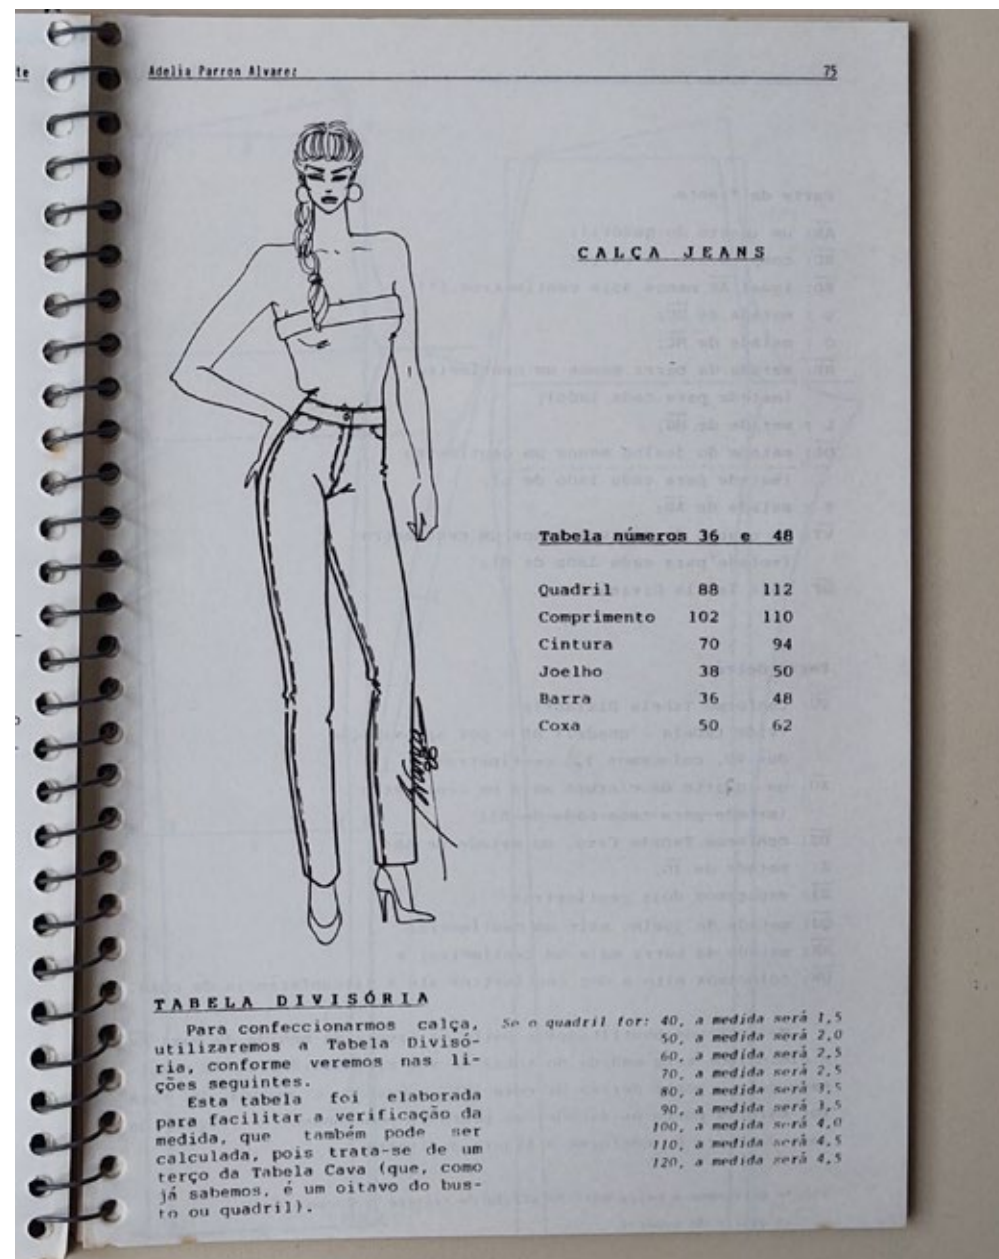 te
Adelia Parron Alvarez 75
CALÇA JEANS
Tabela números 36 e 48
Quadril 88 112
Comprimento 102 110
Cintura 70 94
Joelho 38 50
Barra 36 48
Coxa 50 62
TABELA DIVISÓRIA
Para confeccionarmos calça,
utilizaremos a Tabela Divisó-
ria, conforme veremos nas li-
ções seguintes.
Esta tabela foi elaborada
para facilitar a verificação da
medida, que também pode ser
calculada, pois trata-se de um
terço da Tabela Cava (que, como
já sabemos, é um oitavo do bus-
to ou quadril).
Se o quadril for: 40, a medida será 1,5
50, a medida será 2,0
60, a medida será 2,5
70, a medida será 2,5
80, a medida será 3,5
90, a medida será 3,5
100, a medida será 4,0
110, a medida será 4,5
120, a medida será 4,5